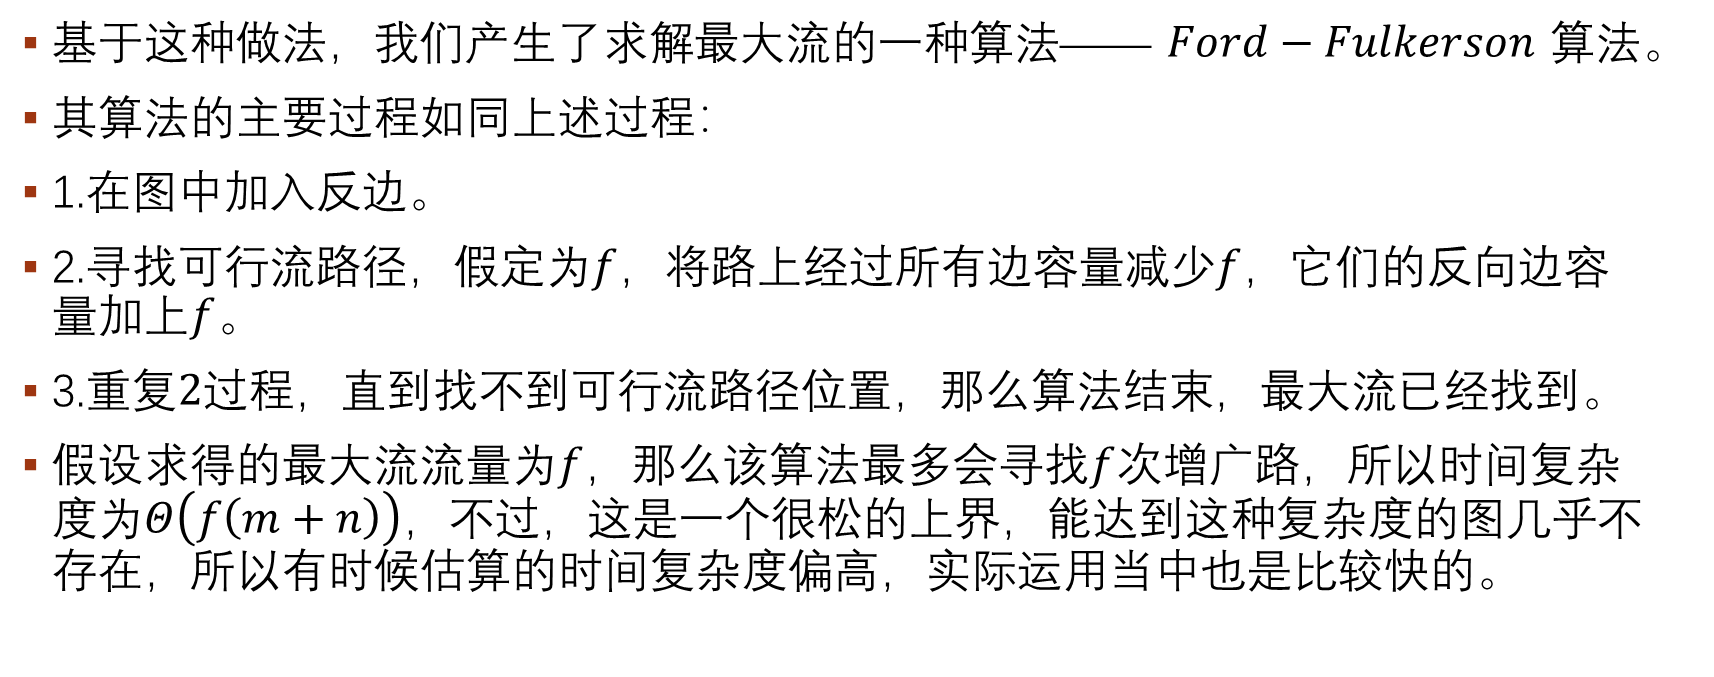 ▪ 基于这种做法，我们产生了求解最大流的一种算法—— Ford − Fulkerson 算法。
▪ 其算法的主要过程如同上述过程：
▪ 1.在图中加入反边。
▪ 2.寻找可行流路径，假定为f，将路上经过所有边容量减少f，它们的反向边容
量加上f。
▪ 3.重复2过程，直到找不到可行流路径位置，那么算法结束，最大流已经找到。
▪ 假设求得的最大流流量为f，那么该算法最多会寻找f次增广路，所以时间复杂
度为Θ(f(m + n))，不过，这是一个很松的上界，能达到这种复杂度的图几乎不
存在，所以有时候估算的时间复杂度偏高，实际运用当中也是比较快的。